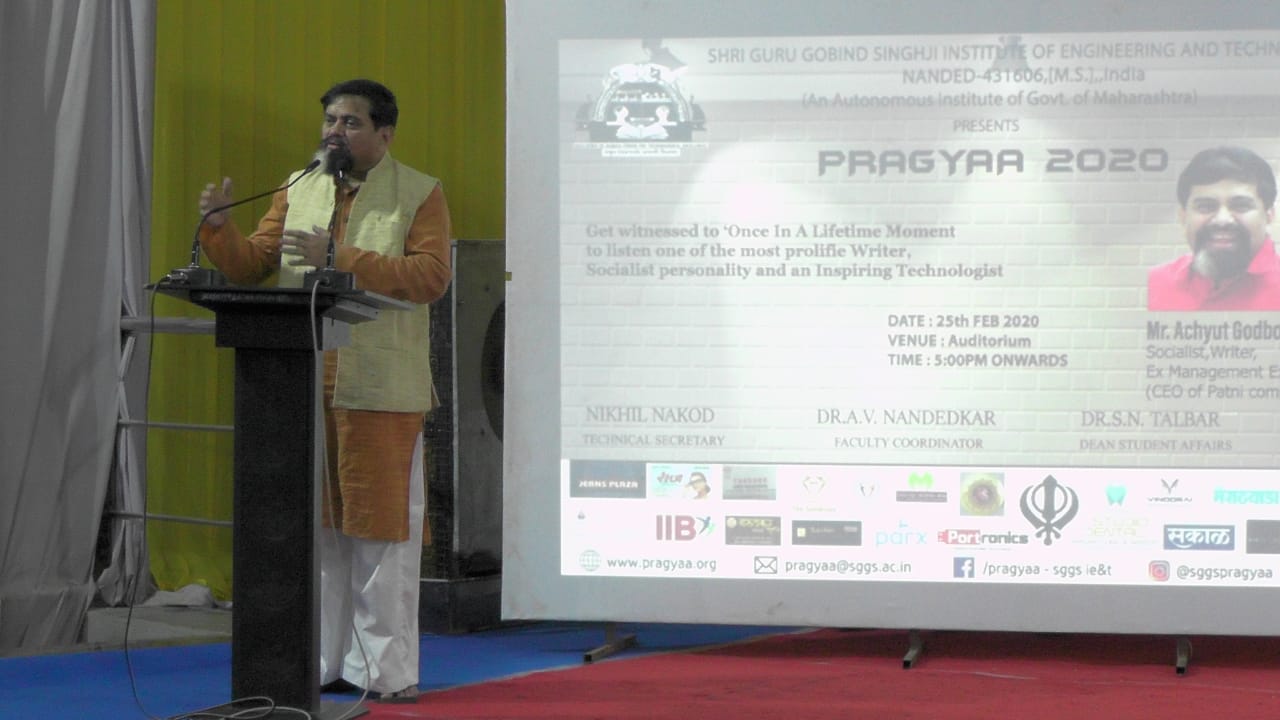 SHRI GURU GOBIND SINGHJI INSTITUTE OF ENGINEERING AND TECHN
NANDED-431606,[M.S.],,India
(An Autonomous Institute of Govt. of Maharashtra)
PRESENTS
PRAGYAA 2020
Get witnessed to ‘Once In A Lifetime Moment
to listen one of the most prolific Writer,
Socialist personality and an Inspiring Technologist
DATE : 25th FEB 2020
VENUE : Auditorium
TIME : 5:00PM ONWARDS
Mr. Achyut Godbo
Socialist,Writer,
Ex Management Ex
(CEO of Patni com
NIKHIL NAKOD
TECHNICAL SECRETARY
DR.A.V. NANDEDKAR
FACULTY COORDINATOR
DR.S.N. TALBAR
DEAN STUDENT AFFAIRS
JEANS PLAZA
IIB
parx
Portronics
सकाळ
www.pragyaa.org
pragyaa@sggs.ac.in
/pragyaa - sggs ie&t
@sggspragyaa